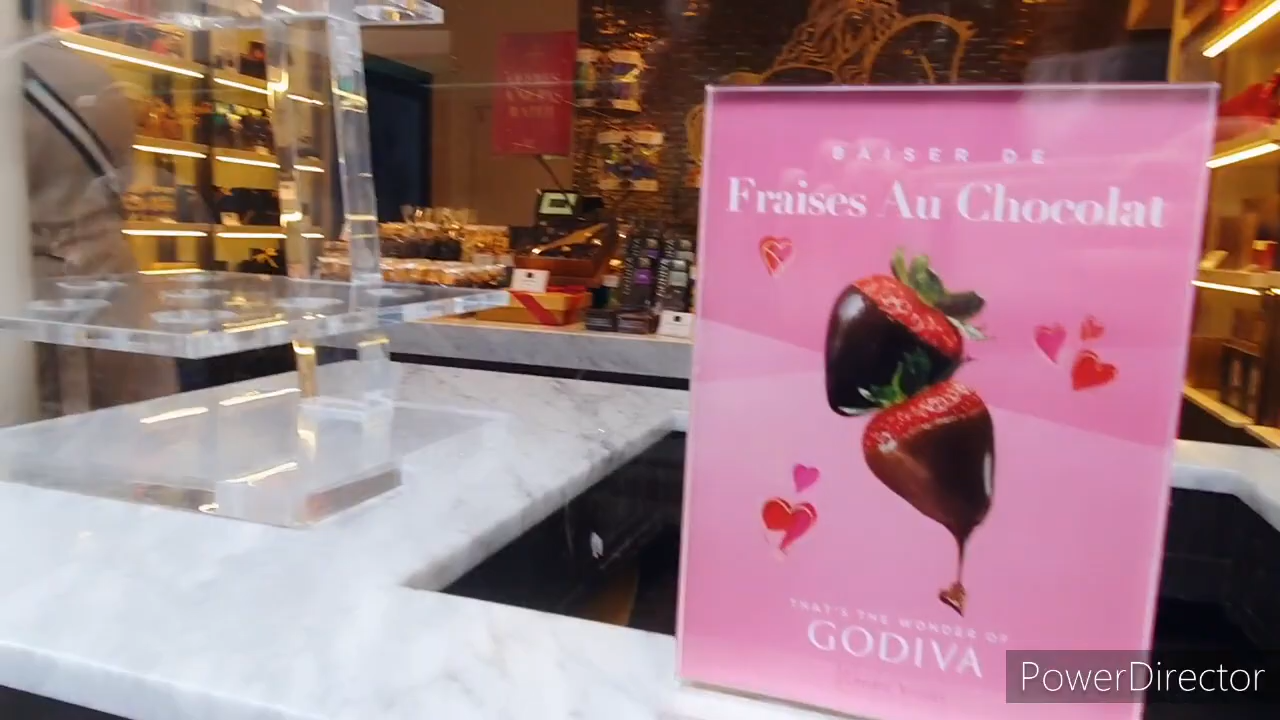 BAISER DE
Fraises Au Chocolat
THAT'S THE WONDER OF
GODIVA
PowerDirector